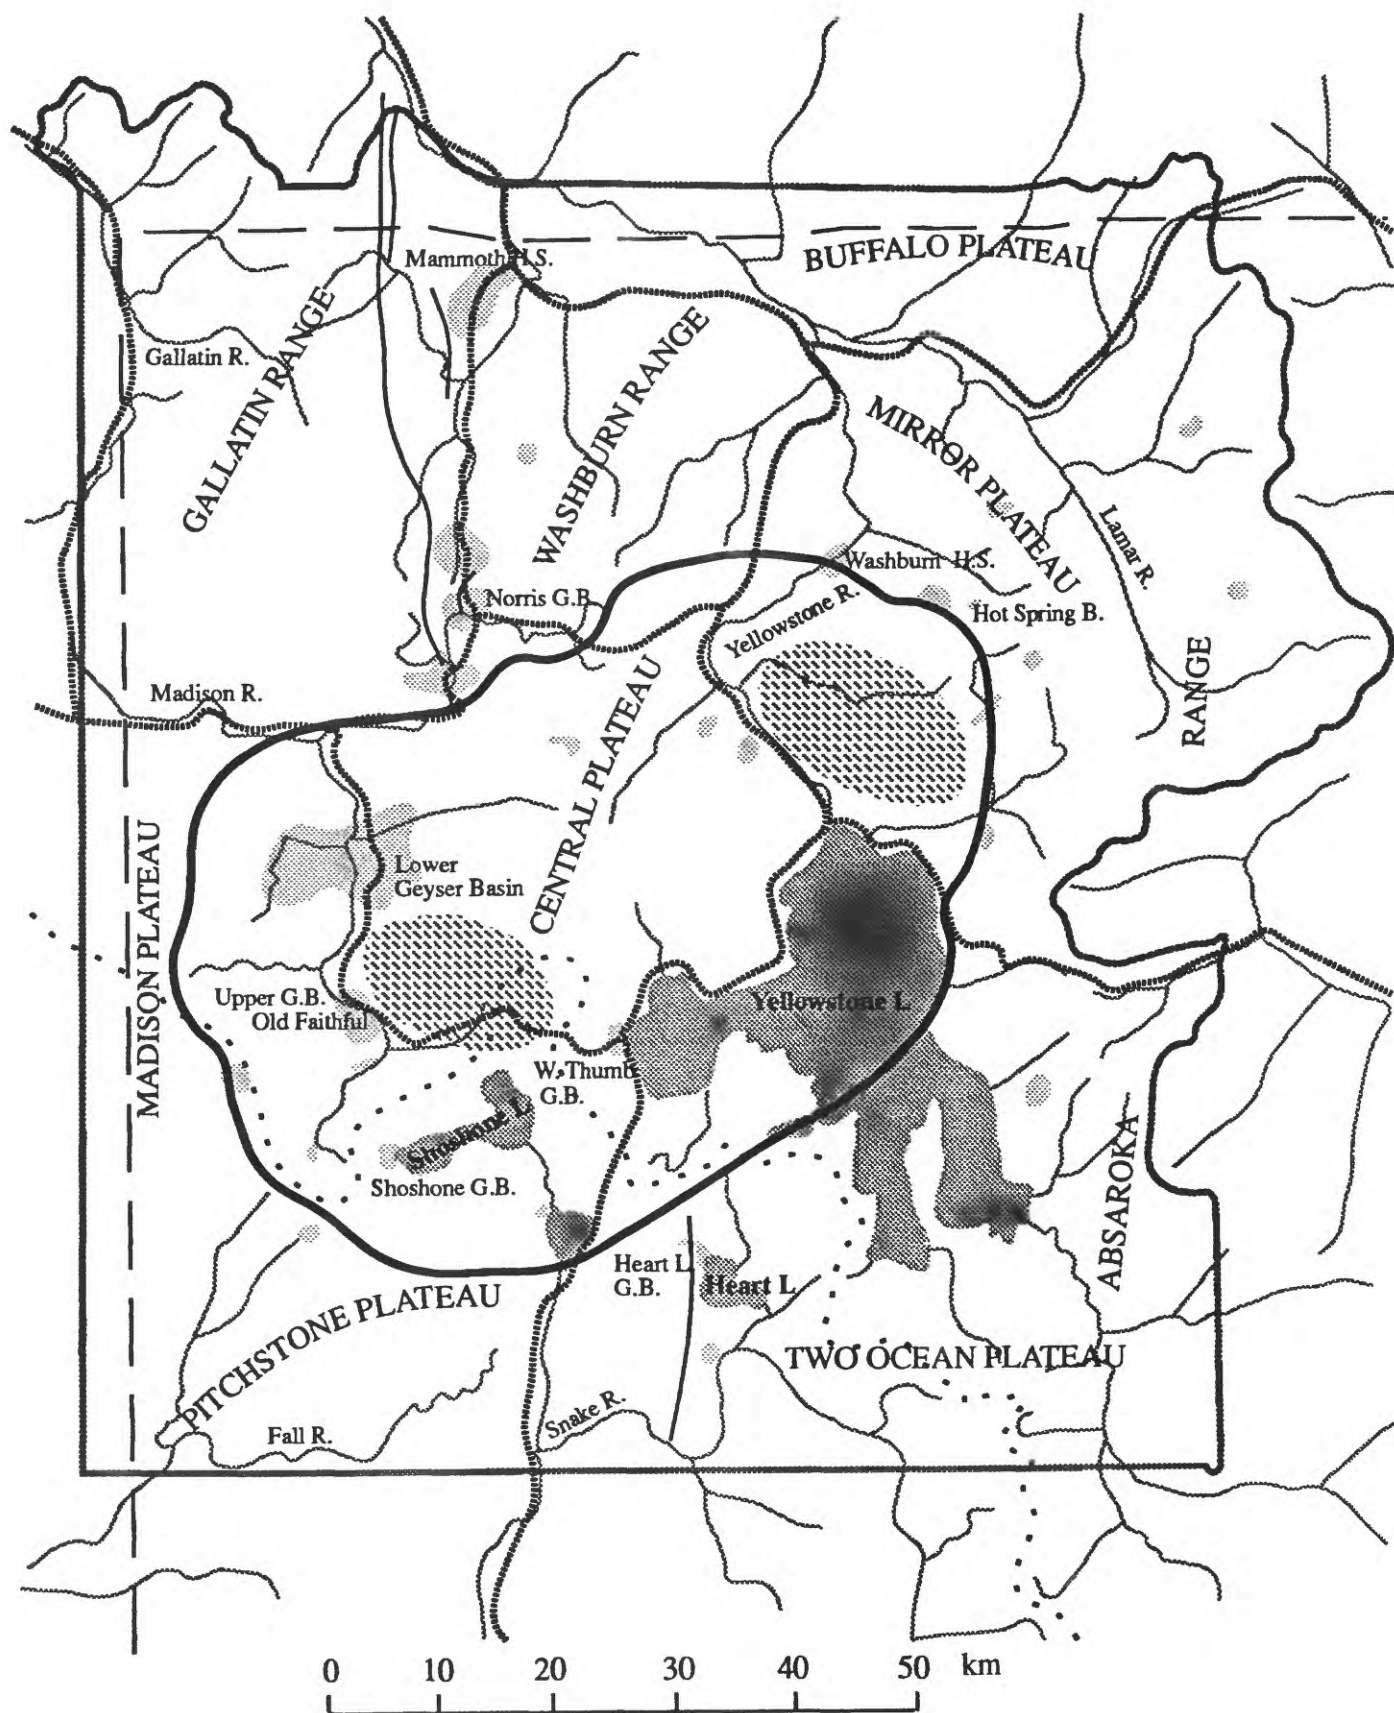 BUFFALO PLATEAU
Mammoth H.S.
Gallatin R.
GALLATIN RANGE
WASHBURN RANGE
MIRROR PLATEAU
Lamar R.
Washburn H.S.
Norris G.B.
Yellowstone R.
Hot Spring B.
Madison R.
RANGE
CENTRAL PLATEAU
MADISON PLATEAU
Lower
Geyser Basin
Upper G.B.
Old Faithful
Yellowstone L.
W. Thumb
G.B.
Shoshone L.
Shoshone G.B.
ABSAROKA
Heart L.
G.B.
Heart L.
PITCHSTONE PLATEAU
TWO OCEAN PLATEAU
Snake R.
Fall R.
0 10 20 30 40 50 km